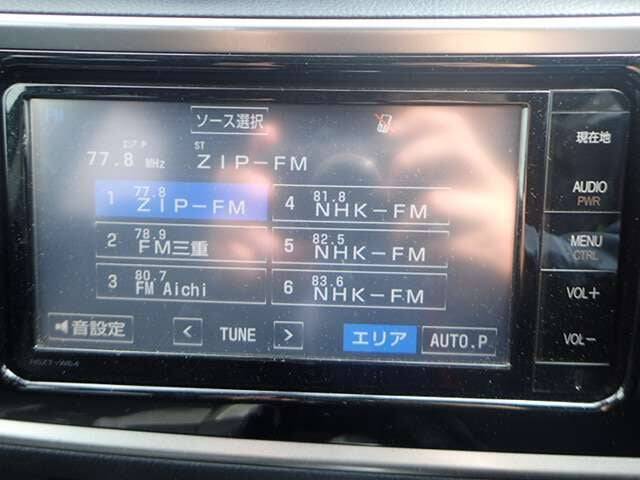 ソース選択
77.8 MHz ST ZIP-FM
1 77.8 ZIP-FM
2 78.9 FM三重
3 80.7 FM Aichi
4 81.8 NHK-FM
5 82.5 NHK-FM
6 83.6 NHK-FM
音設定
< TUNE >
エリア
AUTO.P
現在地
AUDIO
PWR
MENU
CTRL
VOL+
VOL-
NSZT-W64